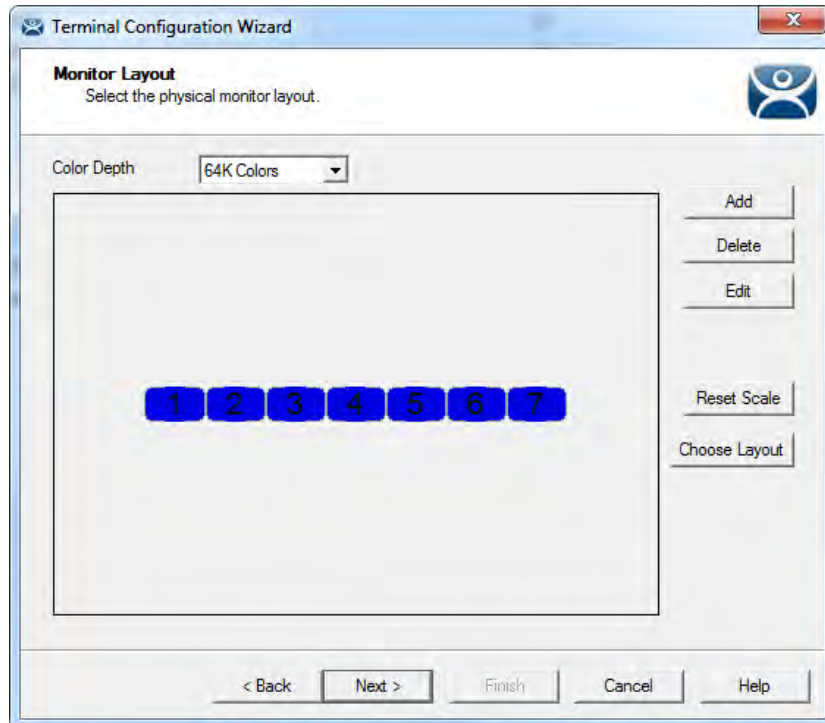 Terminal Configuration Wizard
Monitor Layout
Select the physical monitor layout.
Color Depth 64K Colors
Add
Delete
Edit
1 2 3 4 5 6 7
Reset Scale
Choose Layout
< Back Next > Finish Cancel Help